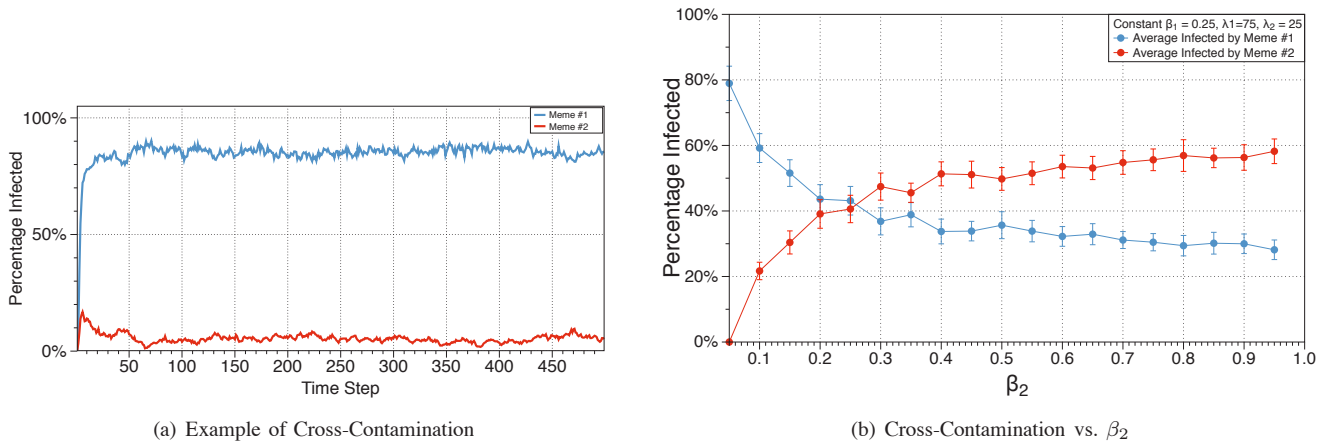 100%
50%
0%
Percentage Infected
Meme #1
Meme #2
50 100 150 200 250 300 350 400 450
Time Step
(a) Example of Cross-Contamination
100%
80%
60%
40%
20%
0%
Percentage Infected
Constant β1 = 0.25, λ1=75, λ2 = 25
Average Infected by Meme #1
Average Infected by Meme #2
0.1 0.2 0.3 0.4 0.5 0.6 0.7 0.8 0.9 1.0
β2
(b) Cross-Contamination vs. β2